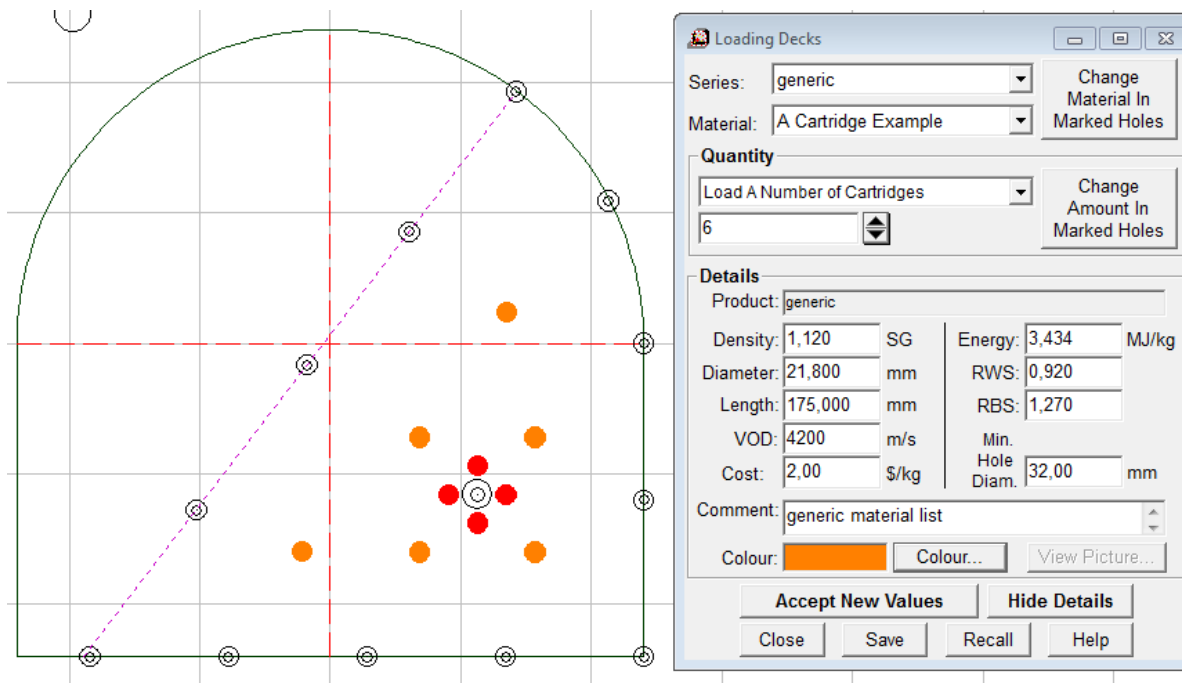 Loading Decks
Series: generic
Material: A Cartridge Example
Change Material In Marked Holes
Quantity
Load A Number of Cartridges
6
Change Amount In Marked Holes
Details
Product: generic
Density: 1,120 SG
Energy: 3,434 MJ/kg
Diameter: 21,800 mm
RWS: 0,920
Length: 175,000 mm
RBS: 1,270
VOD: 4200 m/s
Cost: 2,00 $/kg
Min. Hole Diam. 32,00 mm
Comment: generic material list
Colour: Colour... View Picture...
Accept New Values Hide Details
Close Save Recall Help